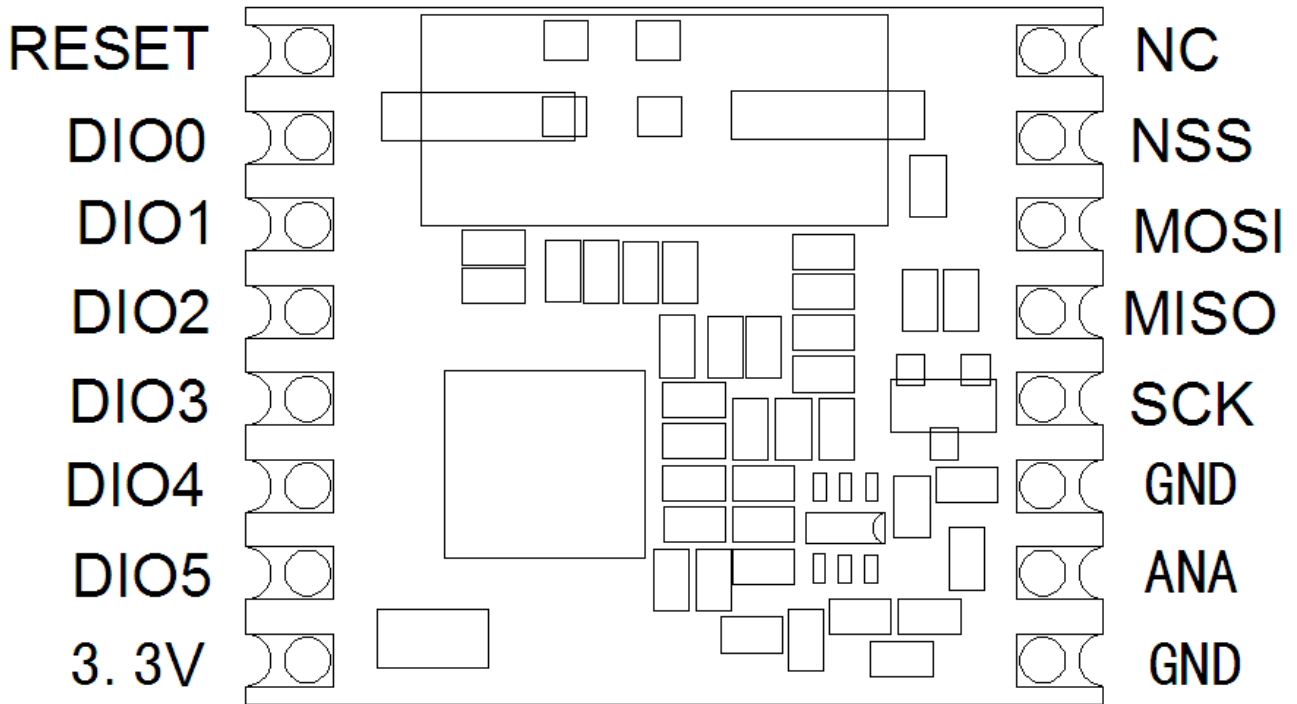 RESET NC
DIO0 NSS
DIO1 MOSI
DIO2 MISO
DIO3 SCK
DIO4 GND
DIO5 ANA
3.3V GND